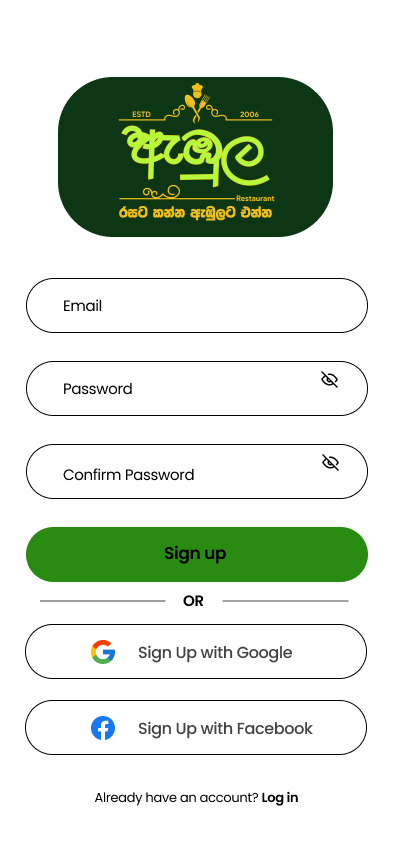 ESTD 2006
ඇඹුල
Restaurant
රසට කන්න ඇඹුලට එන්න
Email
Password
Confirm Password
Sign up
OR
Sign Up with Google
Sign Up with Facebook
Already have an account? Log in